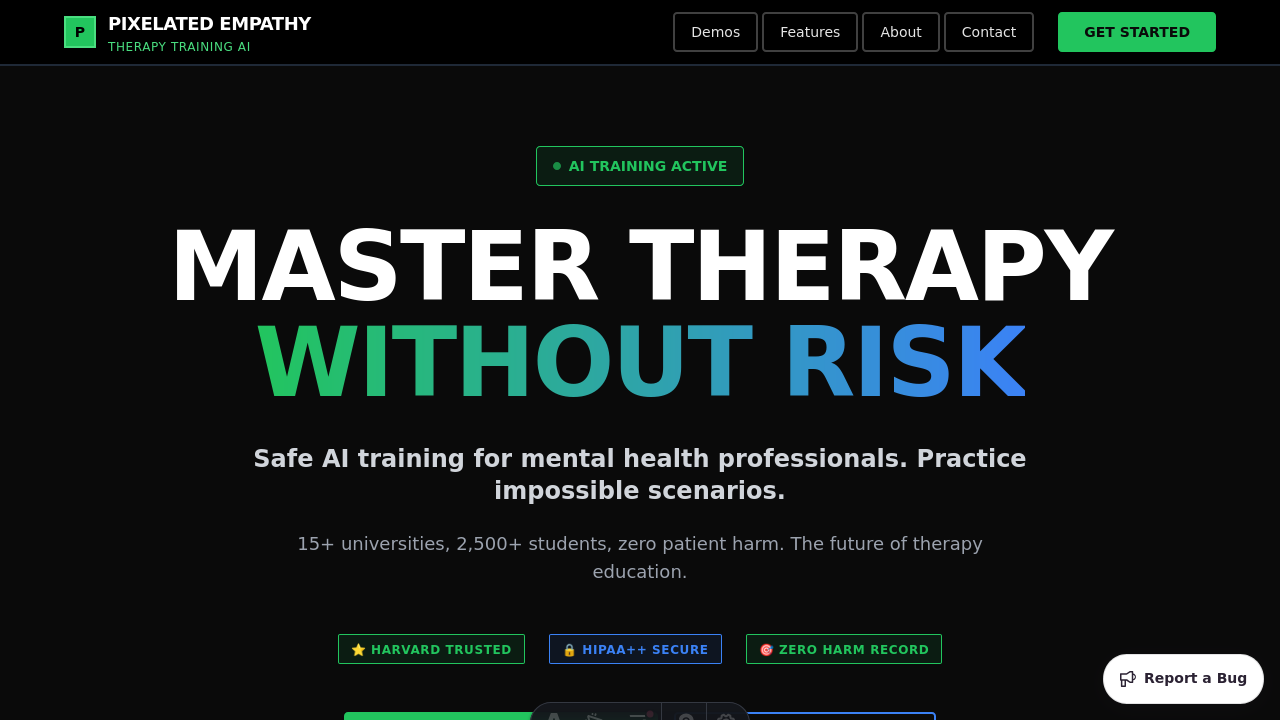 P
PIXELATED EMPATHY
THERAPY TRAINING AI
Demos
Features
About
Contact
GET STARTED
AI TRAINING ACTIVE
MASTER THERAPY
WITHOUT RISK
Safe AI training for mental health professionals. Practice
impossible scenarios.
15+ universities, 2,500+ students, zero patient harm. The future of therapy
education.
HARVARD TRUSTED
HIPAA++ SECURE
ZERO HARM RECORD
Report a Bug